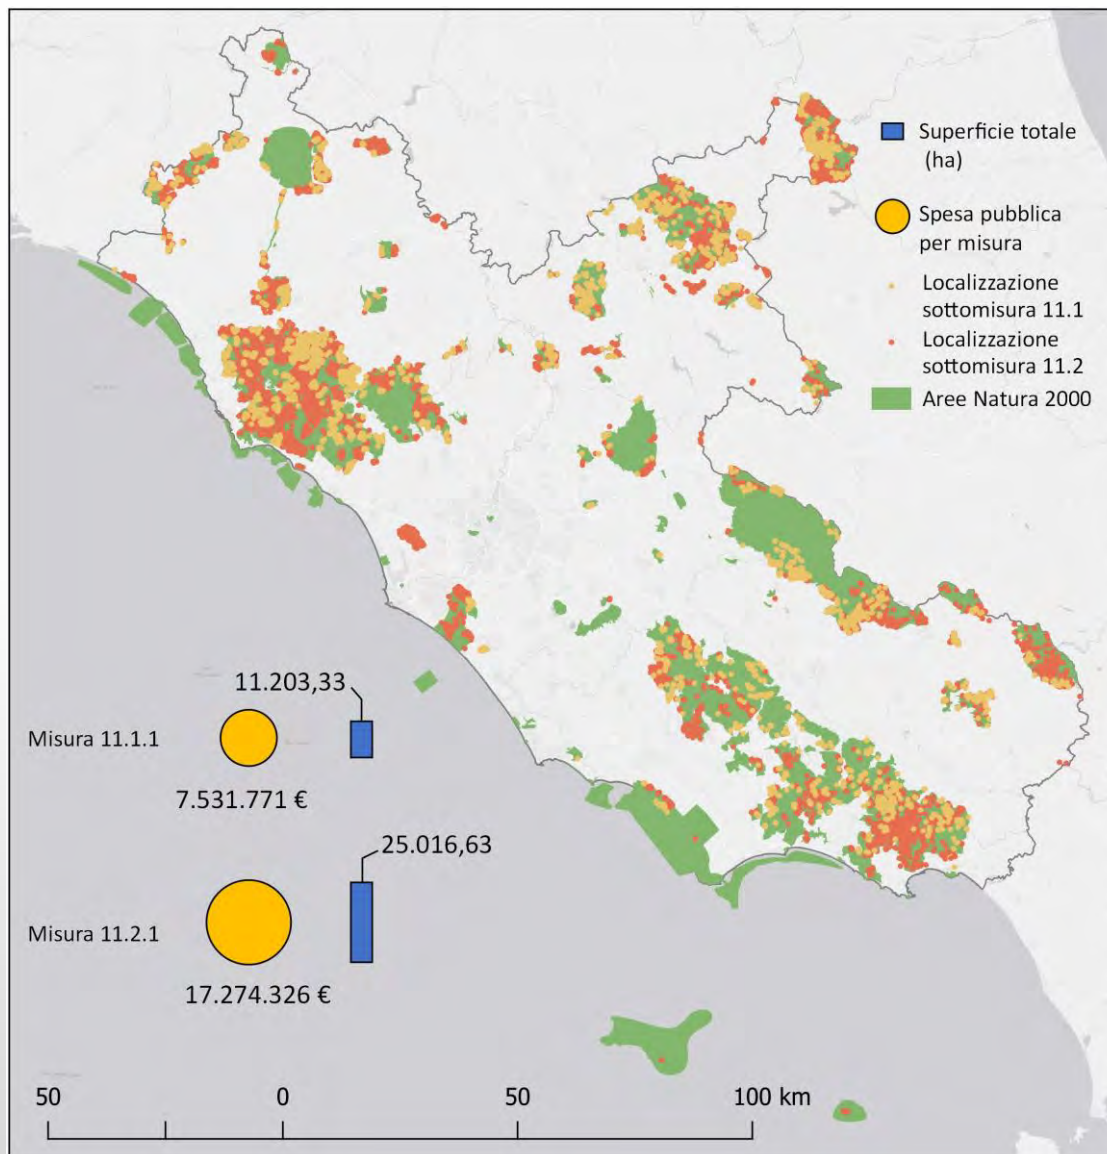 Superficie totale
(ha)
Spesa pubblica
per misura
Localizzazione
sottomisura 11.1
Localizzazione
sottomisura 11.2
Aree Natura 2000
11.203,33
Misura 11.1.1
7.531.771 €
25.016,63
Misura 11.2.1
17.274.326 €
50 0 50 100 km